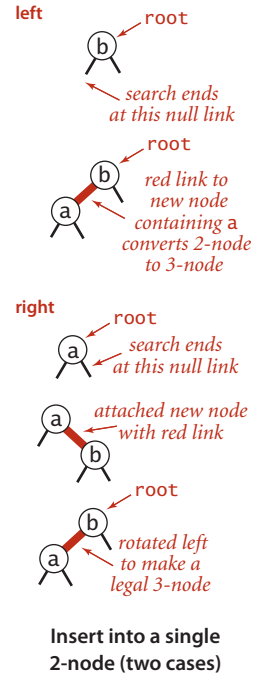 left
root
b
search ends
at this null link
root
b
a
red link to
new node
containing a
converts 2-node
to 3-node
right
root
a
search ends
at this null link
a
attached new node
with red link
b
root
b
a
rotated left
to make a
legal 3-node
Insert into a single
2-node (two cases)